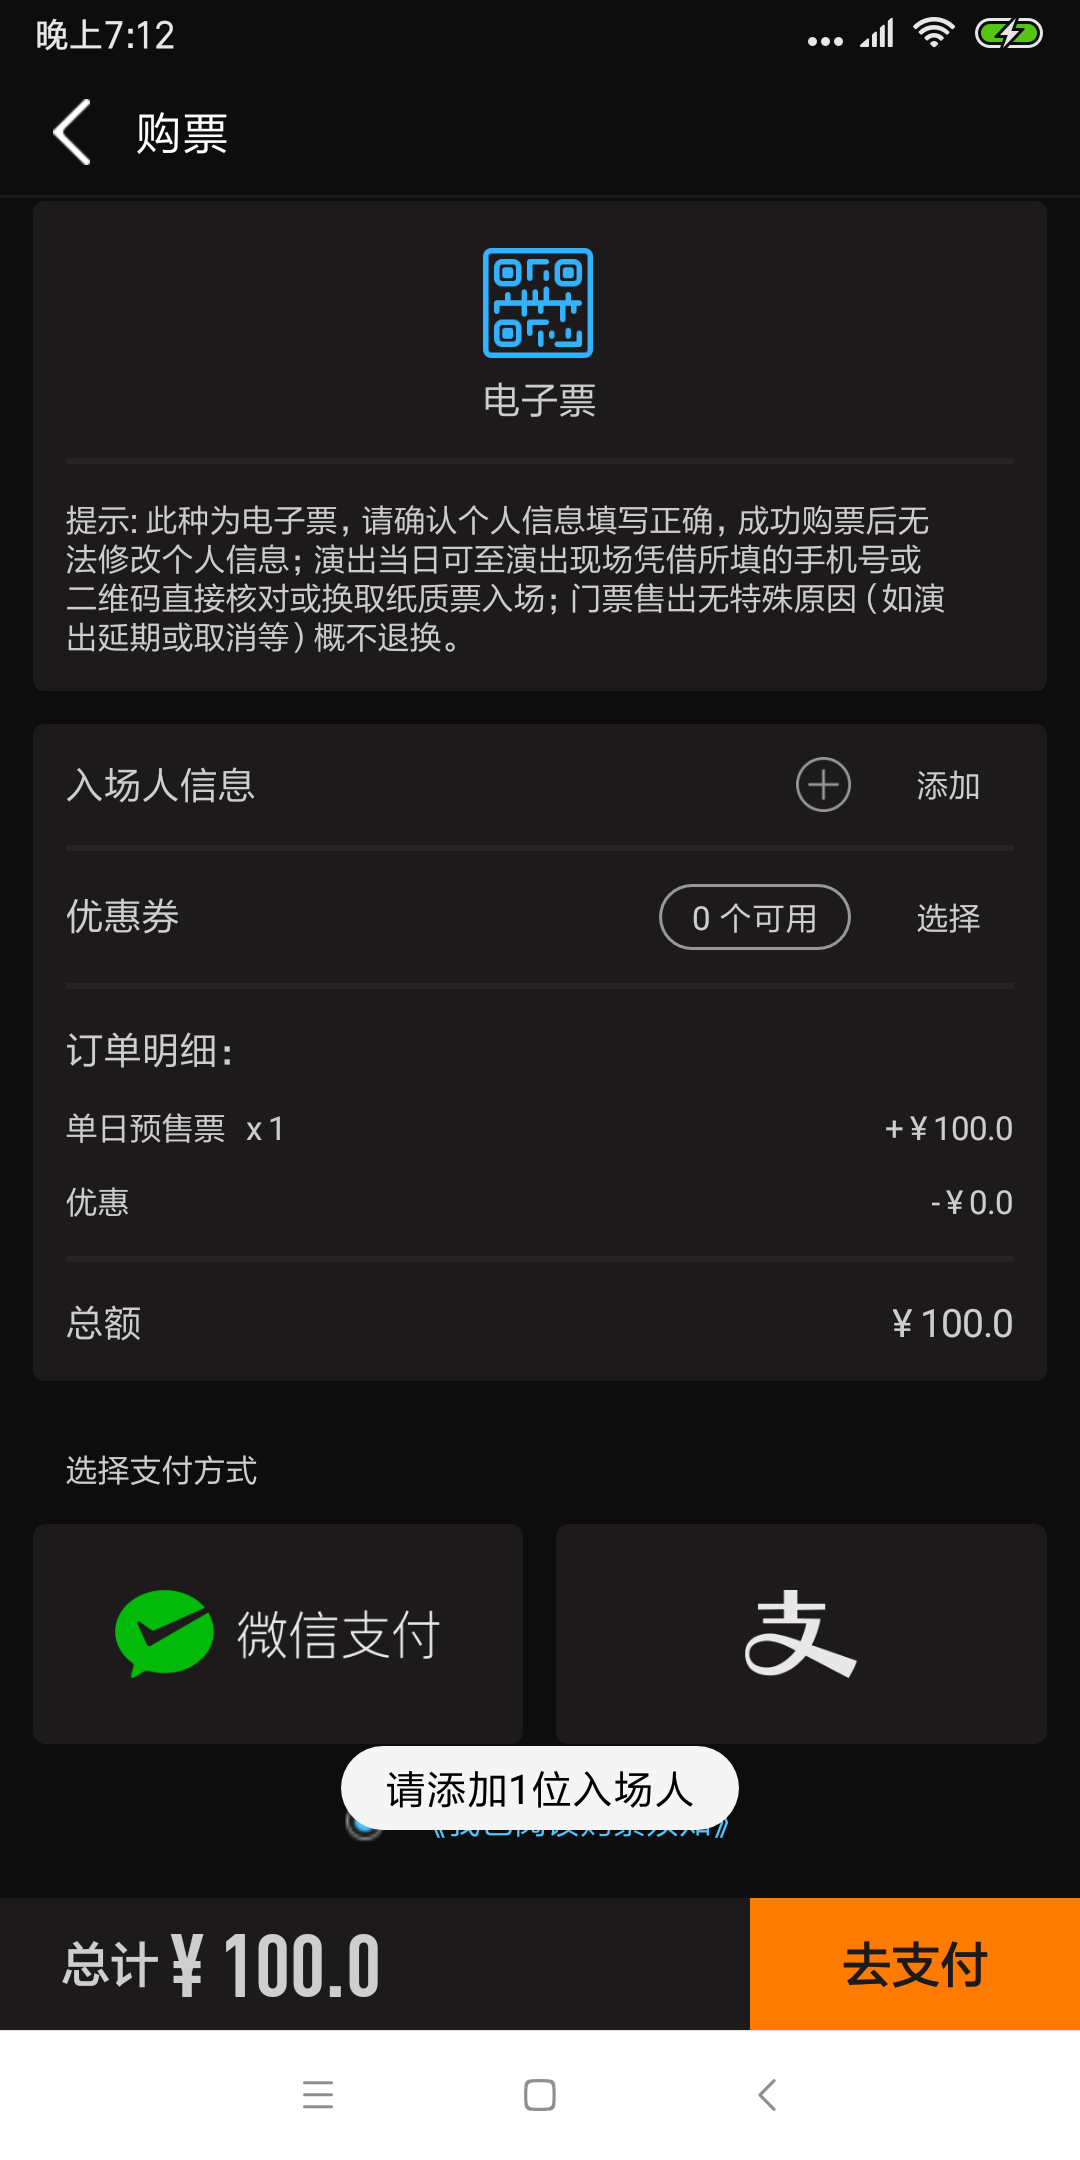 晚上7:12
购票
电子票
提示: 此种为电子票, 请确认个人信息填写正确, 成功购票后无
法修改个人信息; 演出当日可至演出现场凭借所填的手机号或
二维码直接核对或换取纸质票入场; 门票售出无特殊原因 (如演
出延期或取消等) 概不退换。
入场人信息
添加
优惠券
0 个可用
选择
订单明细:
单日预售票 x 1
+ ¥ 100.0
优惠
- ¥ 0.0
总额
¥ 100.0
选择支付方式
微信支付
支
请添加1位入场人
总计 ¥ 100.0
去支付